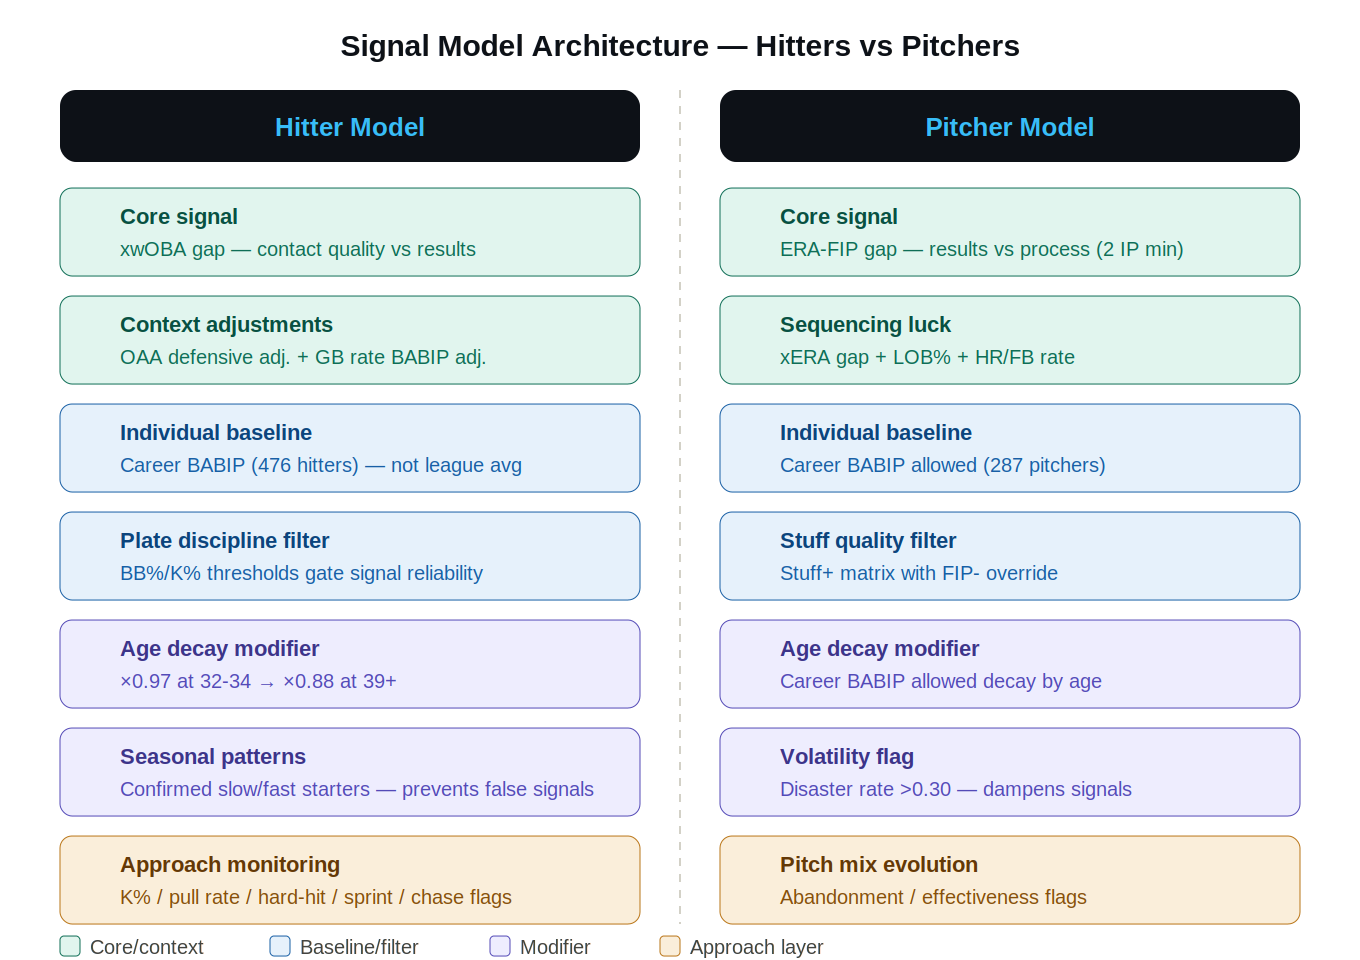 Signal Model Architecture — Hitters vs Pitchers
Hitter Model
Core signal
xwOBA gap — contact quality vs results
Context adjustments
OAA defensive adj. + GB rate BABIP adj.
Individual baseline
Career BABIP (476 hitters) — not league avg
Plate discipline filter
BB%/K% thresholds gate signal reliability
Age decay modifier
×0.97 at 32-34 → ×0.88 at 39+
Seasonal patterns
Confirmed slow/fast starters — prevents false signals
Approach monitoring
K% / pull rate / hard-hit / sprint / chase flags
Pitcher Model
Core signal
ERA-FIP gap — results vs process (2 IP min)
Sequencing luck
xERA gap + LOB% + HR/FB rate
Individual baseline
Career BABIP allowed (287 pitchers)
Stuff quality filter
Stuff+ matrix with FIP- override
Age decay modifier
Career BABIP allowed decay by age
Volatility flag
Disaster rate >0.30 — dampens signals
Pitch mix evolution
Abandonment / effectiveness flags
Core/context
Baseline/filter
Modifier
Approach layer